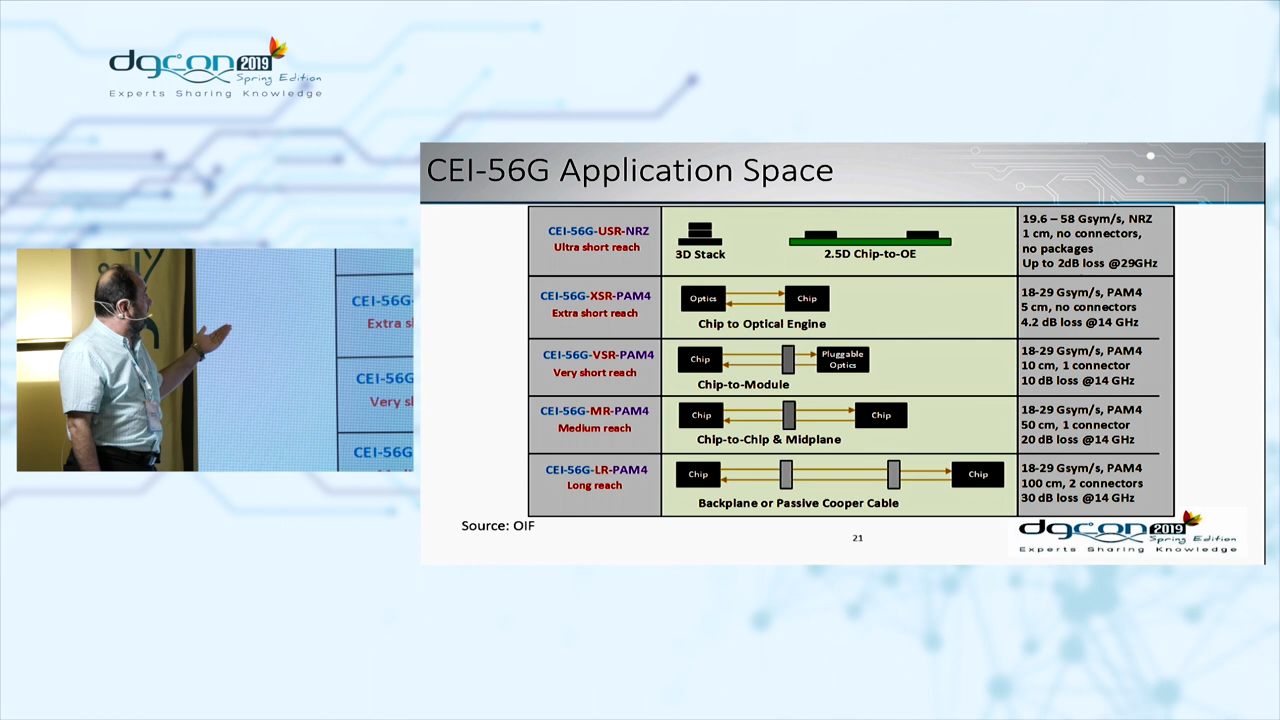 dgcon 2019
Spring Edition
Experts Sharing Knowledge
CEI-56G Application Space
CEI-56G-USR-NRZ
Ultra short reach
3D Stack
2.5D Chip-to-OE
19.6 – 58 Gsym/s, NRZ
1 cm, no connectors,
no packages
Up to 2dB loss @29GHz
CEI-56G-XSR-PAM4
Extra short reach
Optics
Chip
Chip to Optical Engine
18-29 Gsym/s, PAM4
5 cm, no connectors
4.2 dB loss @14 GHz
CEI-56G-VSR-PAM4
Very short reach
Chip
Pluggable
Optics
Chip-to-Module
18-29 Gsym/s, PAM4
10 cm, 1 connector
10 dB loss @14 GHz
CEI-56G-MR-PAM4
Medium reach
Chip
Chip
Chip-to-Chip & Midplane
18-29 Gsym/s, PAM4
50 cm, 1 connector
20 dB loss @14 GHz
CEI-56G-LR-PAM4
Long reach
Chip
Chip
Backplane or Passive Cooper Cable
18-29 Gsym/s, PAM4
100 cm, 2 connectors
30 dB loss @14 GHz
Source: OIF
21
dgcon 2019
Spring Edition
Experts Sharing Knowledge
CEI-56G-
Extra sh
CEI-56G
Very s
CEI-56G